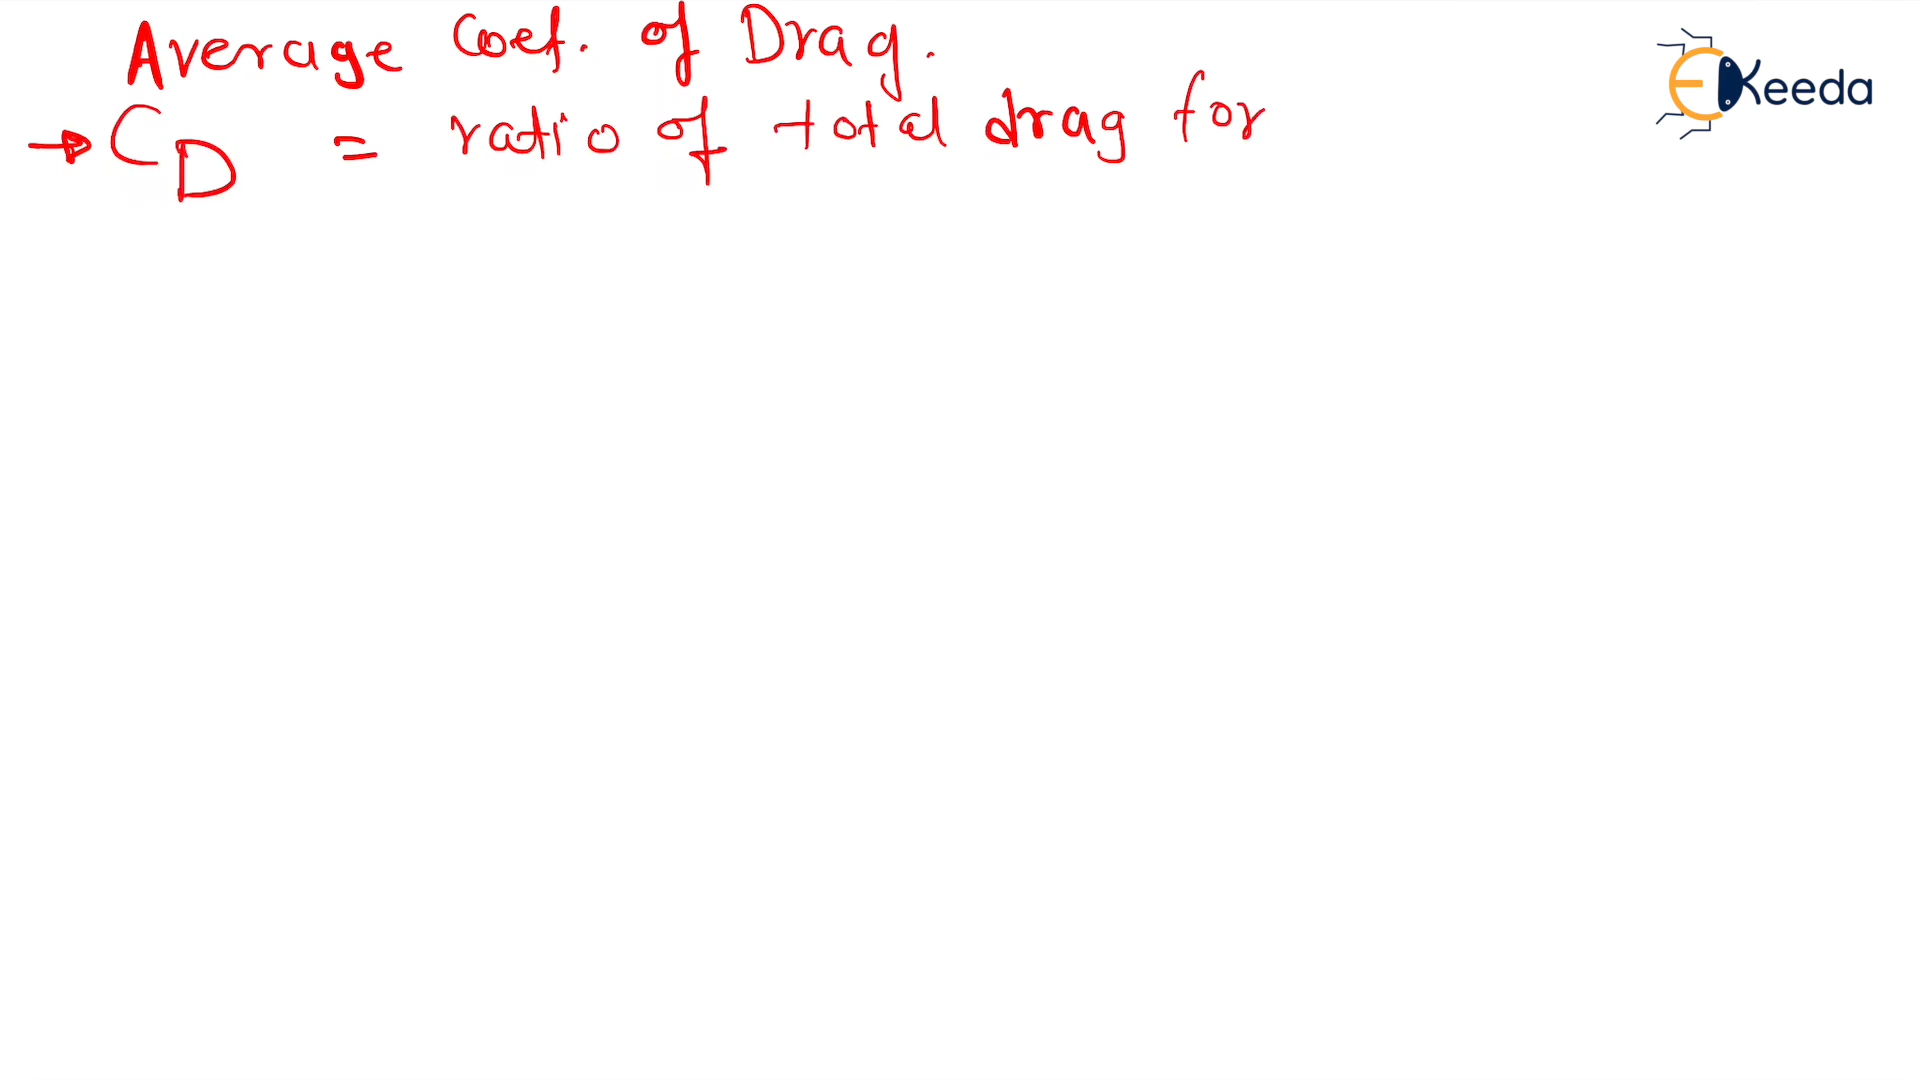 Average Coef. of Drag.
→ CD = ratio of total drag for
EKeeda